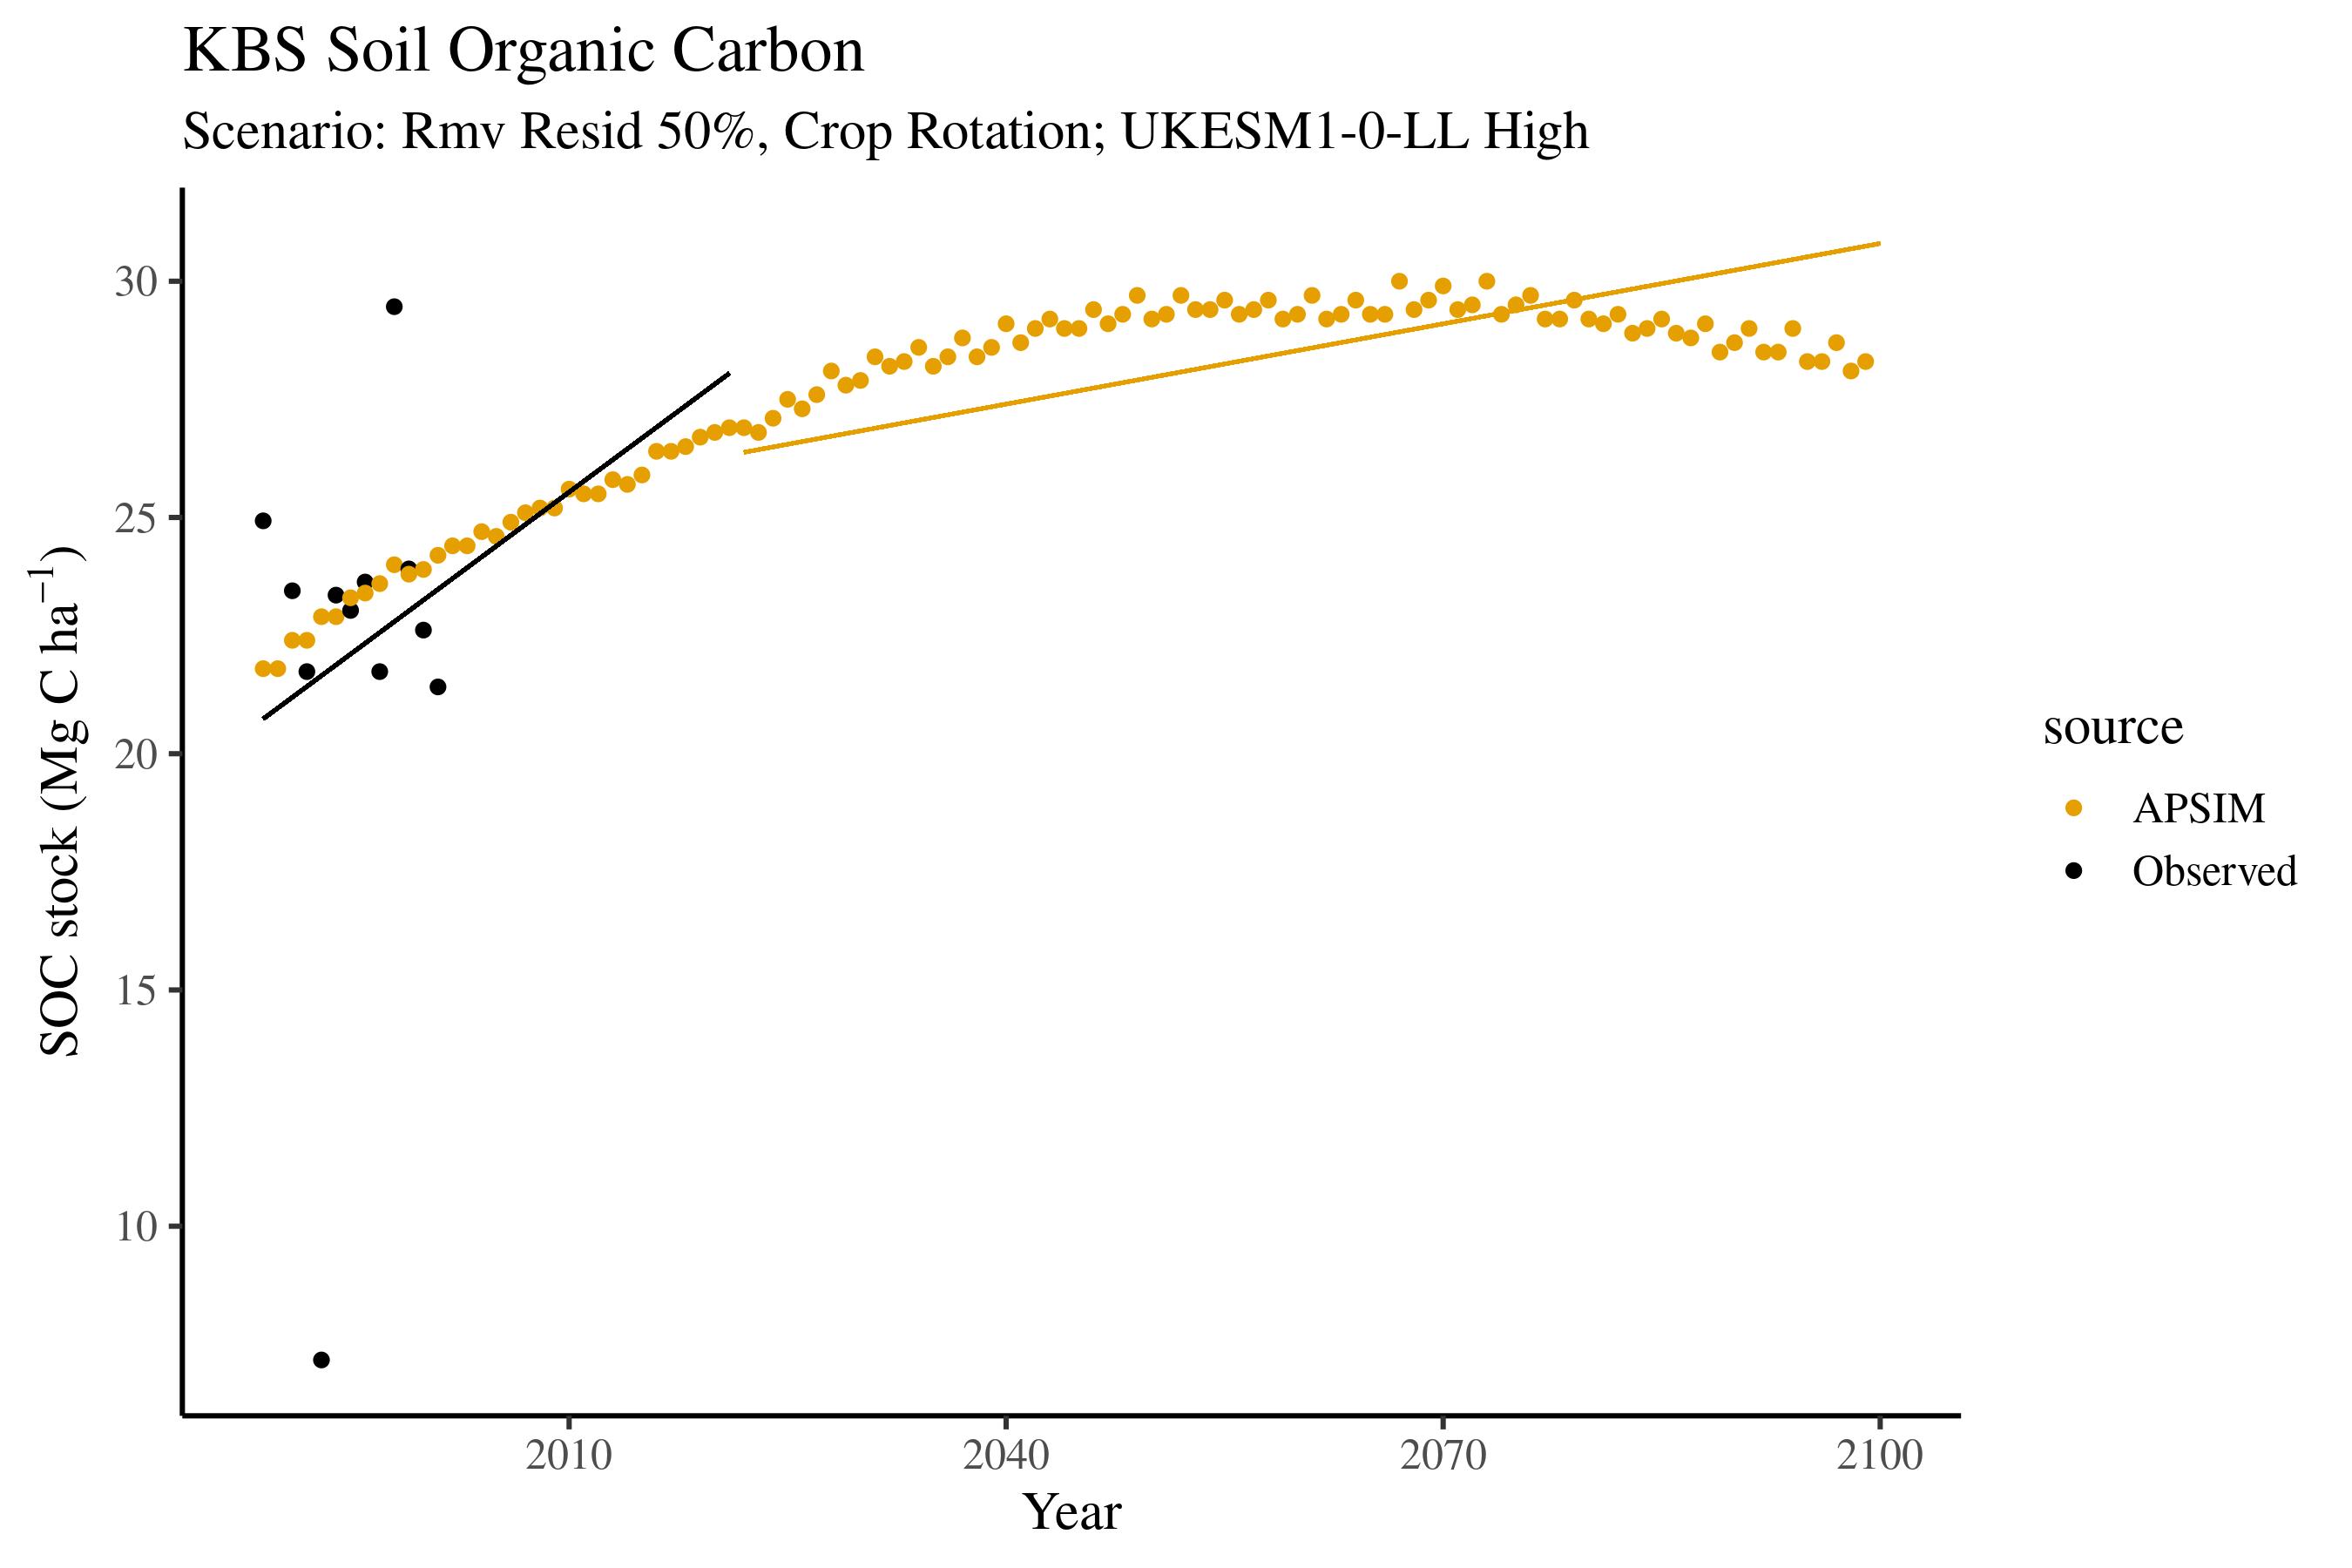 KBS Soil Organic Carbon
Scenario: Rmv Resid 50%, Crop Rotation; UKESM1-0-LL High
SOC stock (Mg C ha⁻¹)
30
25
20
15
10
2010
2040
2070
2100
Year
source
APSIM
Observed